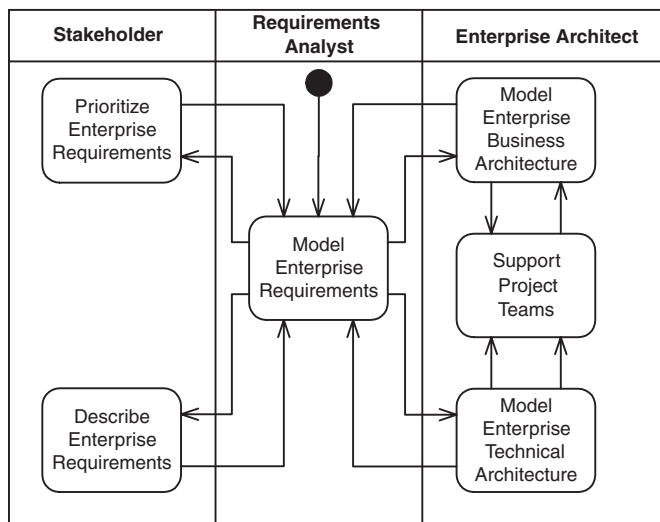 Stakeholder
Requirements
Analyst
Enterprise Architect
Prioritize
Enterprise
Requirements
Model
Enterprise
Business
Architecture
Model
Enterprise
Requirements
Support
Project
Teams
Describe
Enterprise
Requirements
Model
Enterprise
Technical
Architecture